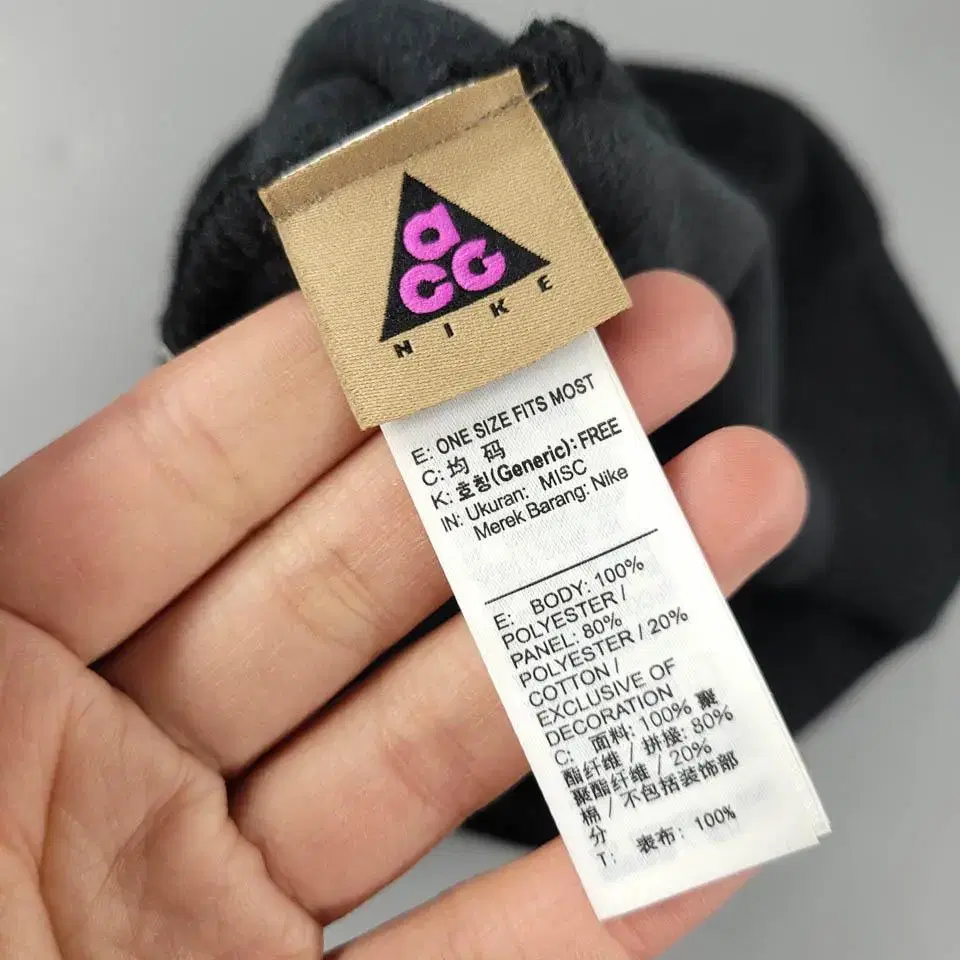 acg
NIKE
E: ONE SIZE FITS MOST
C: 均 码
K: 호칭(Generic): FREE
IN: Ukuran: MISC
Merek Barang: Nike
E: BODY: 100%
POLYESTER /
PANEL: 80%
POLYESTER / 20%
COTTON /
EXCLUSIVE OF
DECORATION
C: 面料: 100% 聚
酯纤维 / 拼接: 80%
聚酯纤维 / 20%
棉 / 不包括装饰部
分
T: 表布: 100%